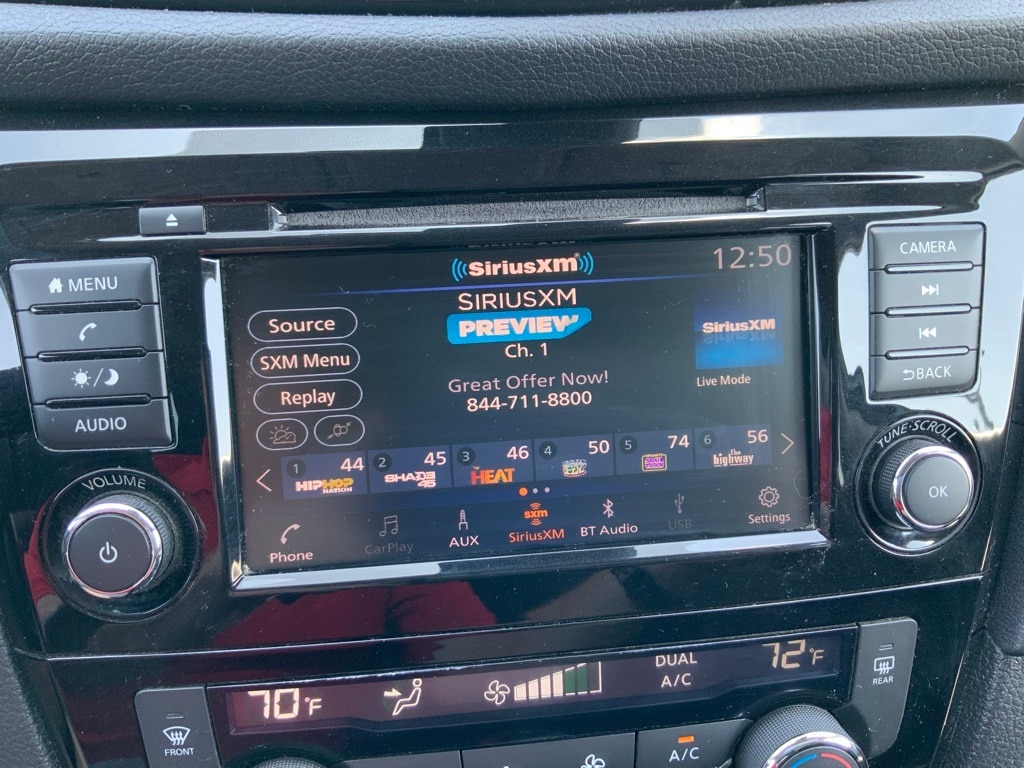 SiriusXM
12:50
MENU
AUDIO
VOLUME
Source
SXM Menu
Replay
SIRIUSXM
PREVIEW
Ch. 1
Great Offer Now!
844-711-8800
SiriusXM
Live Mode
1 44 HIPHOP NATION
2 45 SHADE 45
3 46 THE HEAT
4 50
5 74
6 56 the highway
Phone
CarPlay
AUX
sxm
SiriusXM
BT Audio
USB
Settings
CAMERA
BACK
TUNE·SCROLL
OK
FRONT
70°F
DUAL
A/C
72°F
REAR
A/C